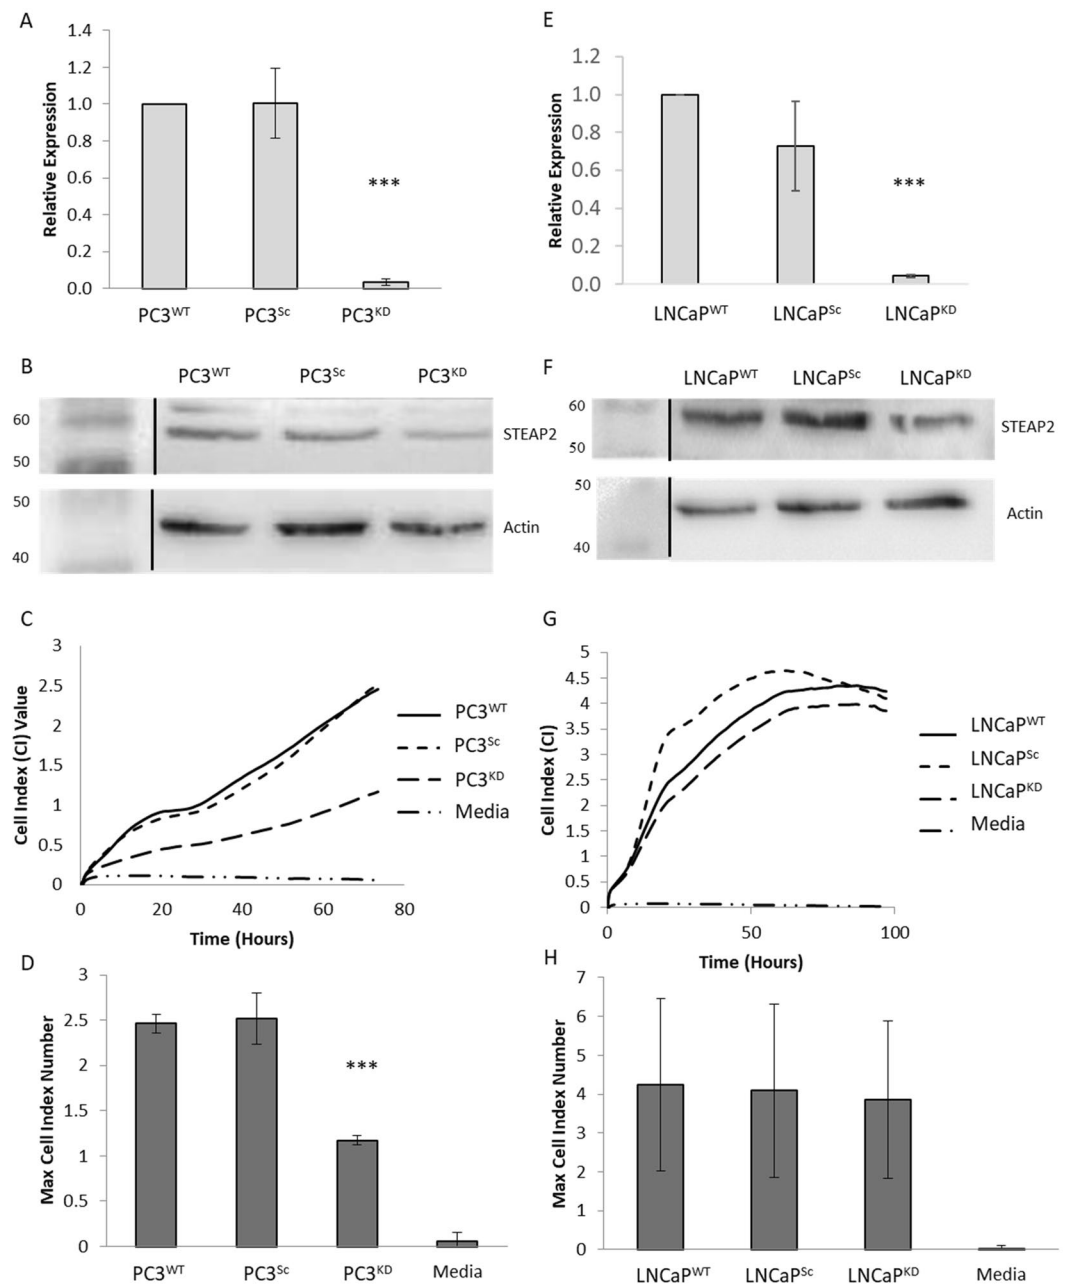 A
1.4
1.2
1.0
0.8
0.6
0.4
0.2
0.0
Relative Expression
***
PC3ᵂᵀ PC3ˢᶜ PC3ᴷᴰ
E
1.2
1.0
0.8
0.6
0.4
0.2
0.0
Relative Expression
***
LNCaPᵂᵀ LNCaPˢᶜ LNCaPᴷᴰ
B
PC3ᵂᵀ PC3ˢᶜ PC3ᴷᴰ
60
50
STEAP2
50
40
Actin
F
LNCaPᵂᵀ LNCaPˢᶜ LNCaPᴷᴰ
60
50
STEAP2
50
40
Actin
C
3
2.5
2
1.5
1
0.5
0
Cell Index (CI) Value
0 20 40 60 80
Time (Hours)
PC3ᵂᵀ
PC3ˢᶜ
PC3ᴷᴰ
Media
G
5
4.5
4
3.5
3
2.5
2
1.5
1
0.5
0
Cell Index (CI)
0 50 100
Time (Hours)
LNCaPᵂᵀ
LNCaPˢᶜ
LNCaPᴷᴰ
Media
D
3
2.5
2
1.5
1
0.5
0
Max Cell Index Number
***
PC3ᵂᵀ PC3ˢᶜ PC3ᴷᴰ Media
H
7
6
5
4
3
2
1
0
Max Cell Index Number
LNCaPᵂᵀ LNCaPˢᶜ LNCaPᴷᴰ Media